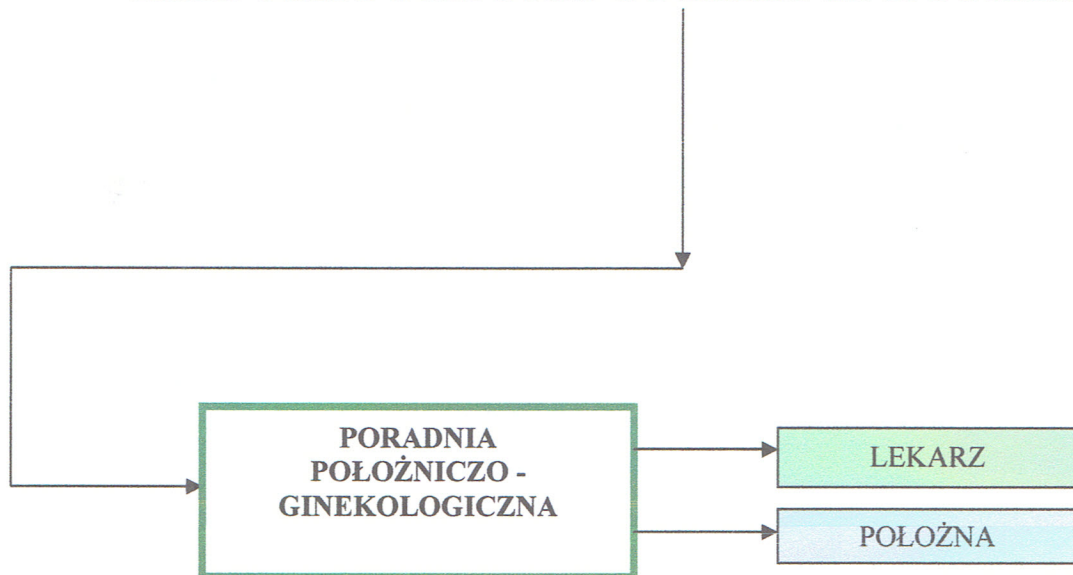 PORADNIA
POŁOŻNICZO -
GINEKOLOGICZNA
LEKARZ
POŁOŻNA